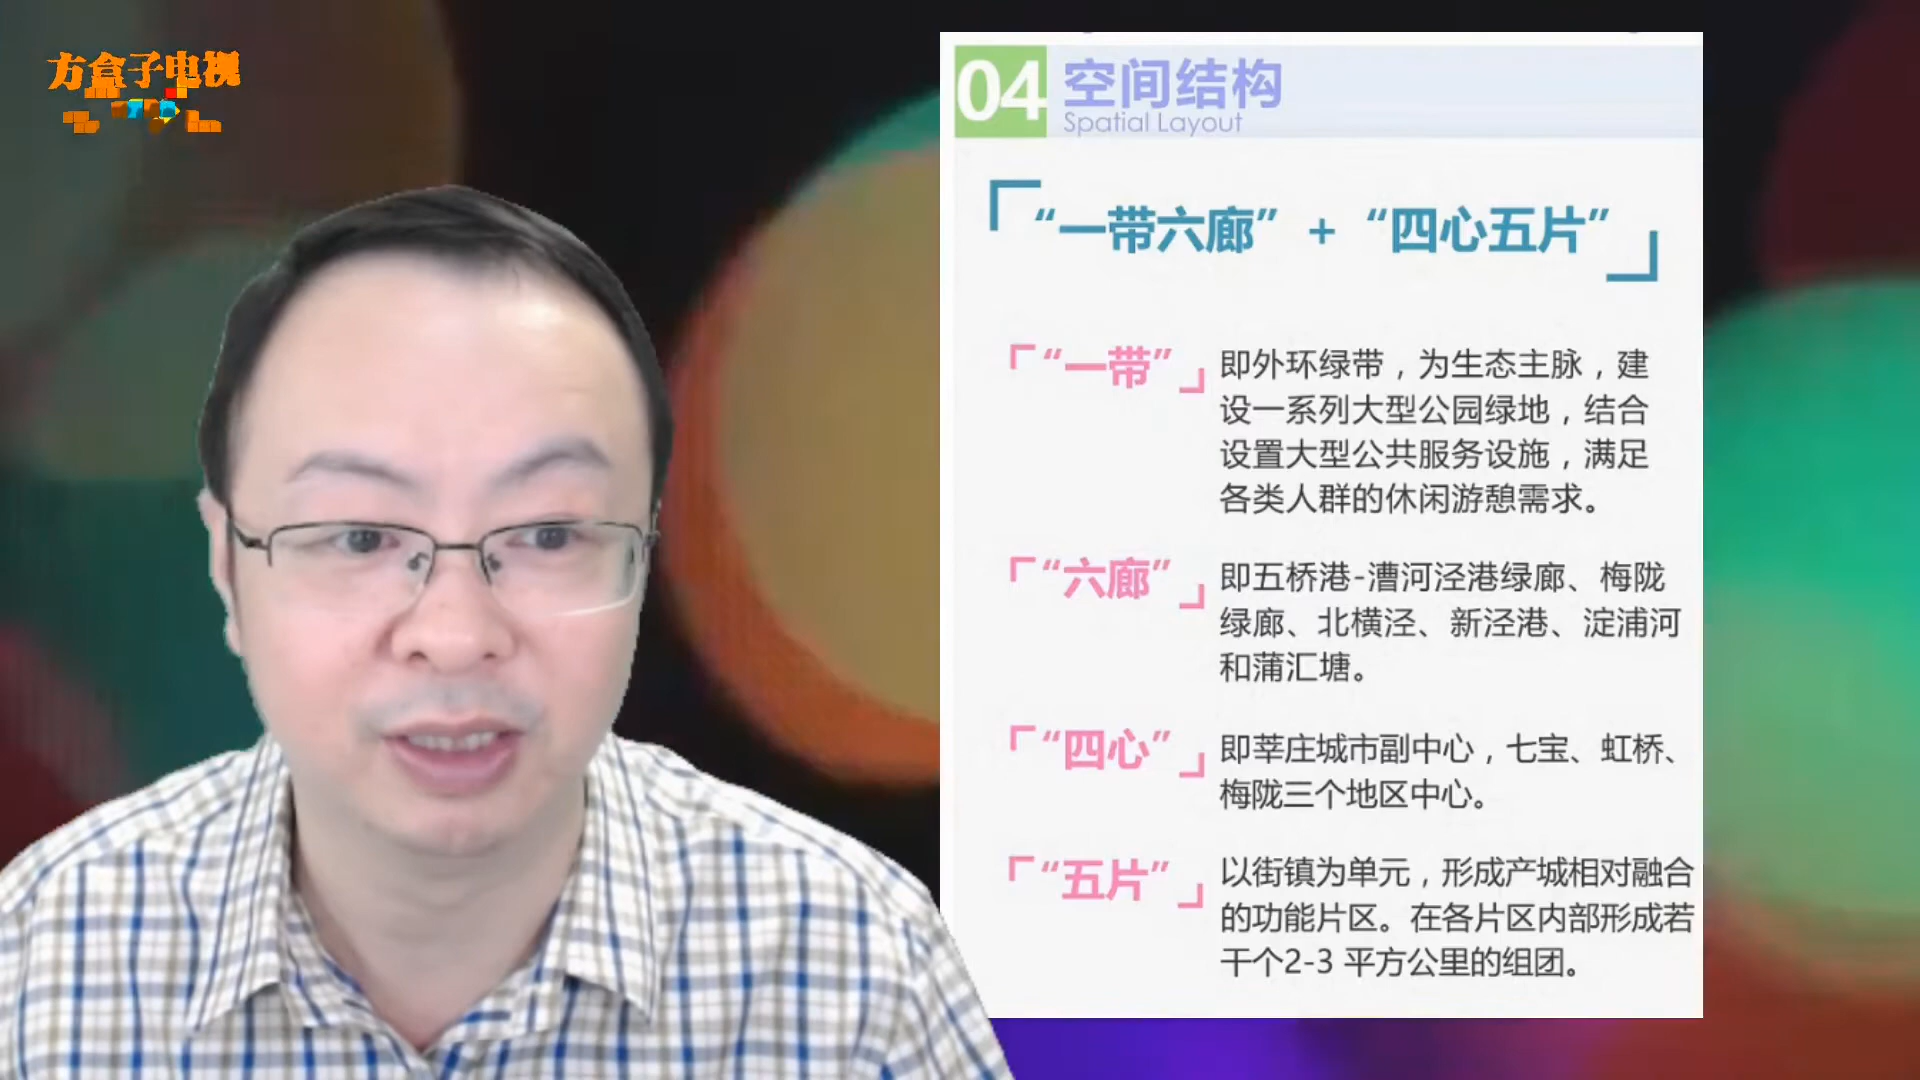 方盒子电视
04 空间结构
Spatial Layout
“一带六廊” + “四心五片”
“一带”
即外环绿带，为生态主脉，建
设一系列大型公园绿地，结合
设置大型公共服务设施，满足
各类人群的休闲游憩需求。
“六廊”
即五桥港-漕河泾港绿廊、梅陇
绿廊、北横泾、新泾港、淀浦河
和蒲汇塘。
“四心”
即莘庄城市副中心，七宝、虹桥、
梅陇三个地区中心。
“五片”
以街镇为单元，形成产城相对融合
的功能片区。在各片区内部形成若
干个2-3 平方公里的组团。